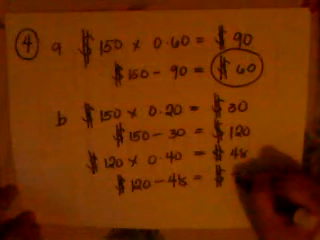 ④ a $150 × 0.60 = $90
$150 - 90 = $60
b $150 × 0.20 = $30
$150 - 30 = $120
$120 × 0.40 = $48
$120 - 48 = $